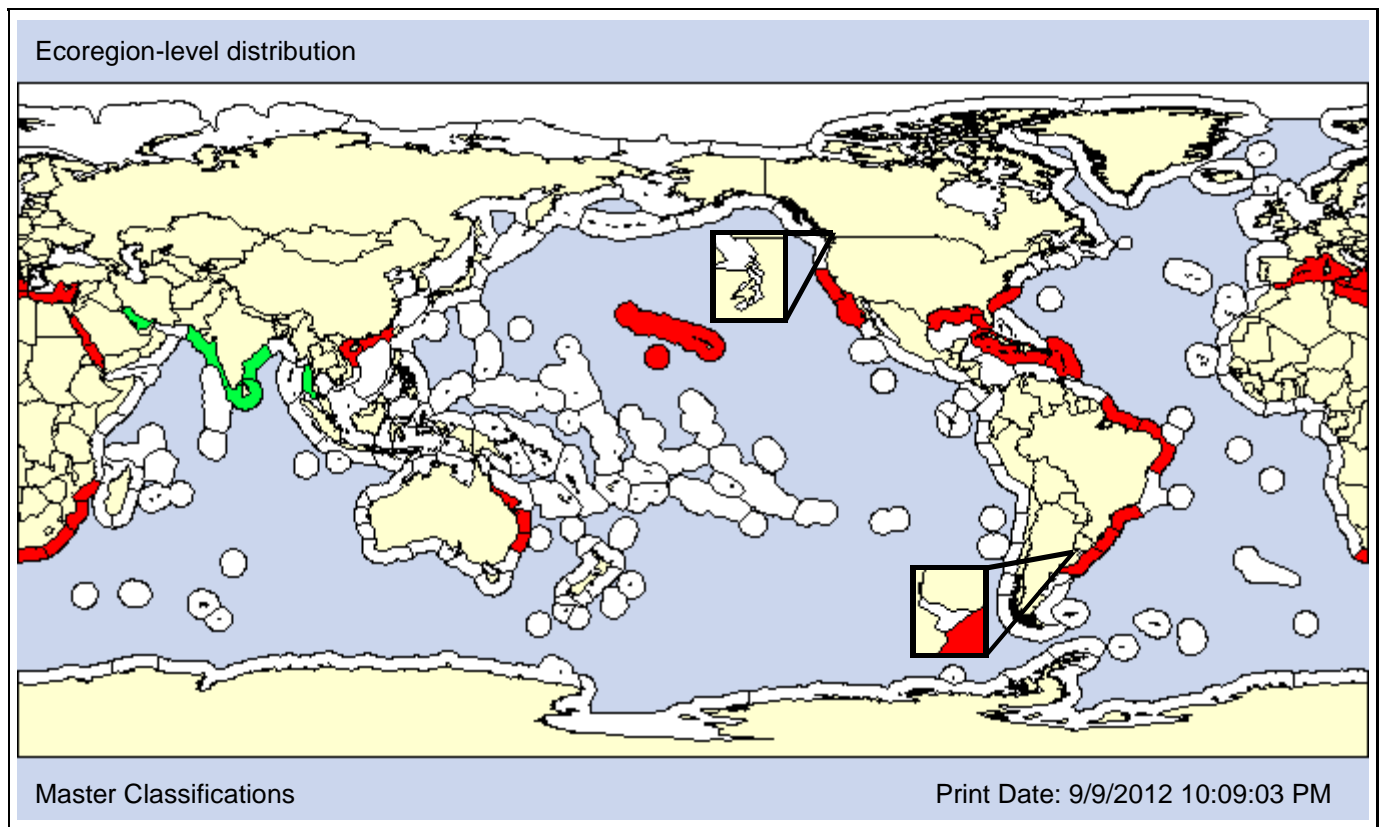 Ecoregion-level distribution
Master Classifications
Print Date: 9/9/2012 10:09:03 PM